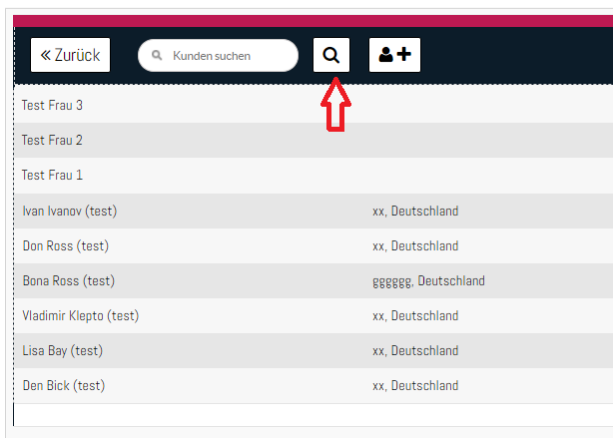 « Zurück Kunden suchen
Test Frau 3
Test Frau 2
Test Frau 1
Ivan Ivanov (test) xx, Deutschland
Don Ross (test) xx, Deutschland
Bona Ross (test) gggggg, Deutschland
Vladimir Klepto (test) xx, Deutschland
Lisa Bay (test) xx, Deutschland
Den Bick (test) xx, Deutschland